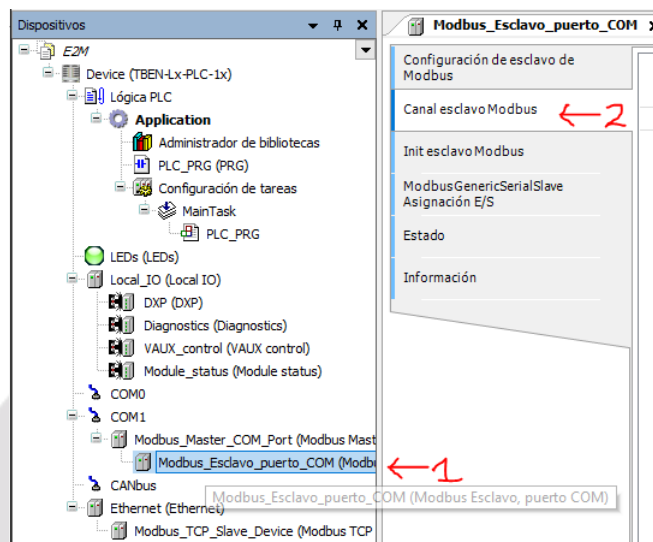 Dispositivos
E2M
Device (TBEN-Lx-PLC-1x)
Lógica PLC
Application
Administrador de bibliotecas
PLC_PRG (PRG)
Configuración de tareas
MainTask
PLC_PRG
LEDs (LEDs)
Local_IO (Local IO)
DXP (DXP)
Diagnostics (Diagnostics)
VAUX_control (VAUX control)
Module_status (Module status)
COM0
COM1
Modbus_Master_COM_Port (Modbus Mast
Modbus_Esclavo_puerto_COM (Modbu
1
CANbus
Modbus_Esclavo_puerto_COM (Modbus Esclavo, puerto COM)
Ethernet (Ethernet)
Modbus_TCP_Slave_Device (Modbus TCP
Modbus_Esclavo_puerto_COM
Configuración de esclavo de
Modbus
Canal esclavo Modbus
2
Init esclavo Modbus
ModbusGenericSerialSlave
Asignación E/S
Estado
Información